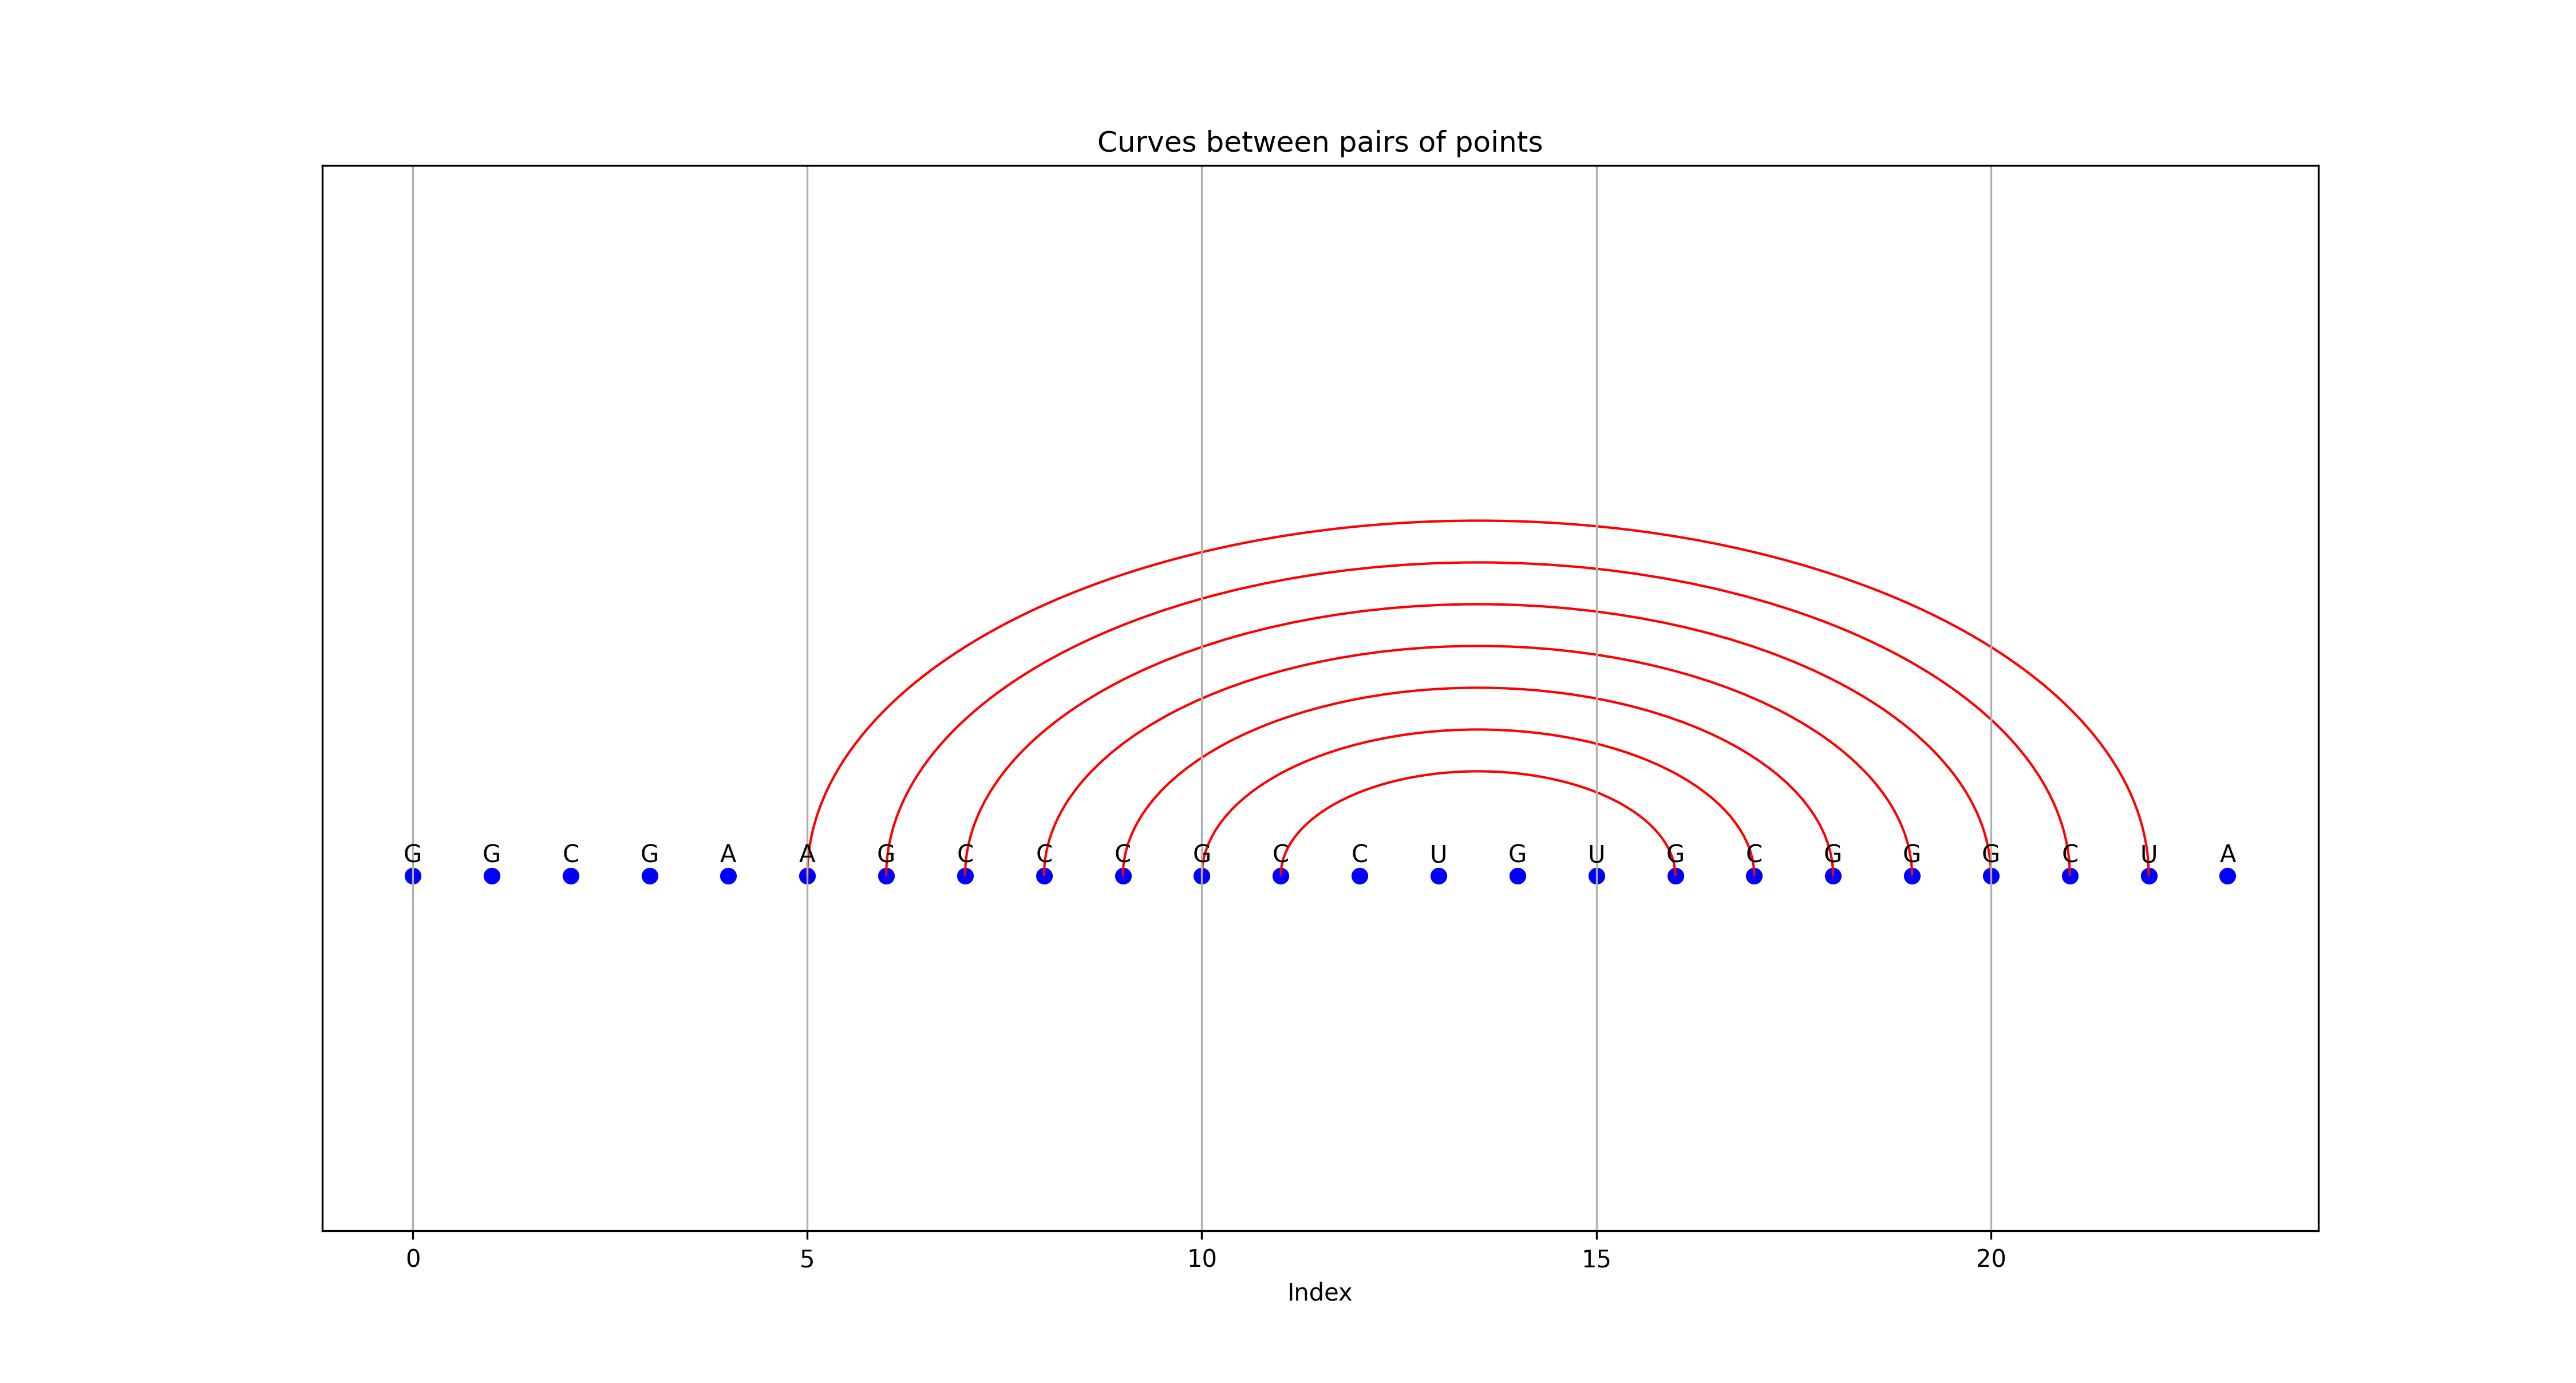 Curves between pairs of points
G G C G A A G C C C G C C U G U G C G G G C U A
0 5 10 15 20
Index